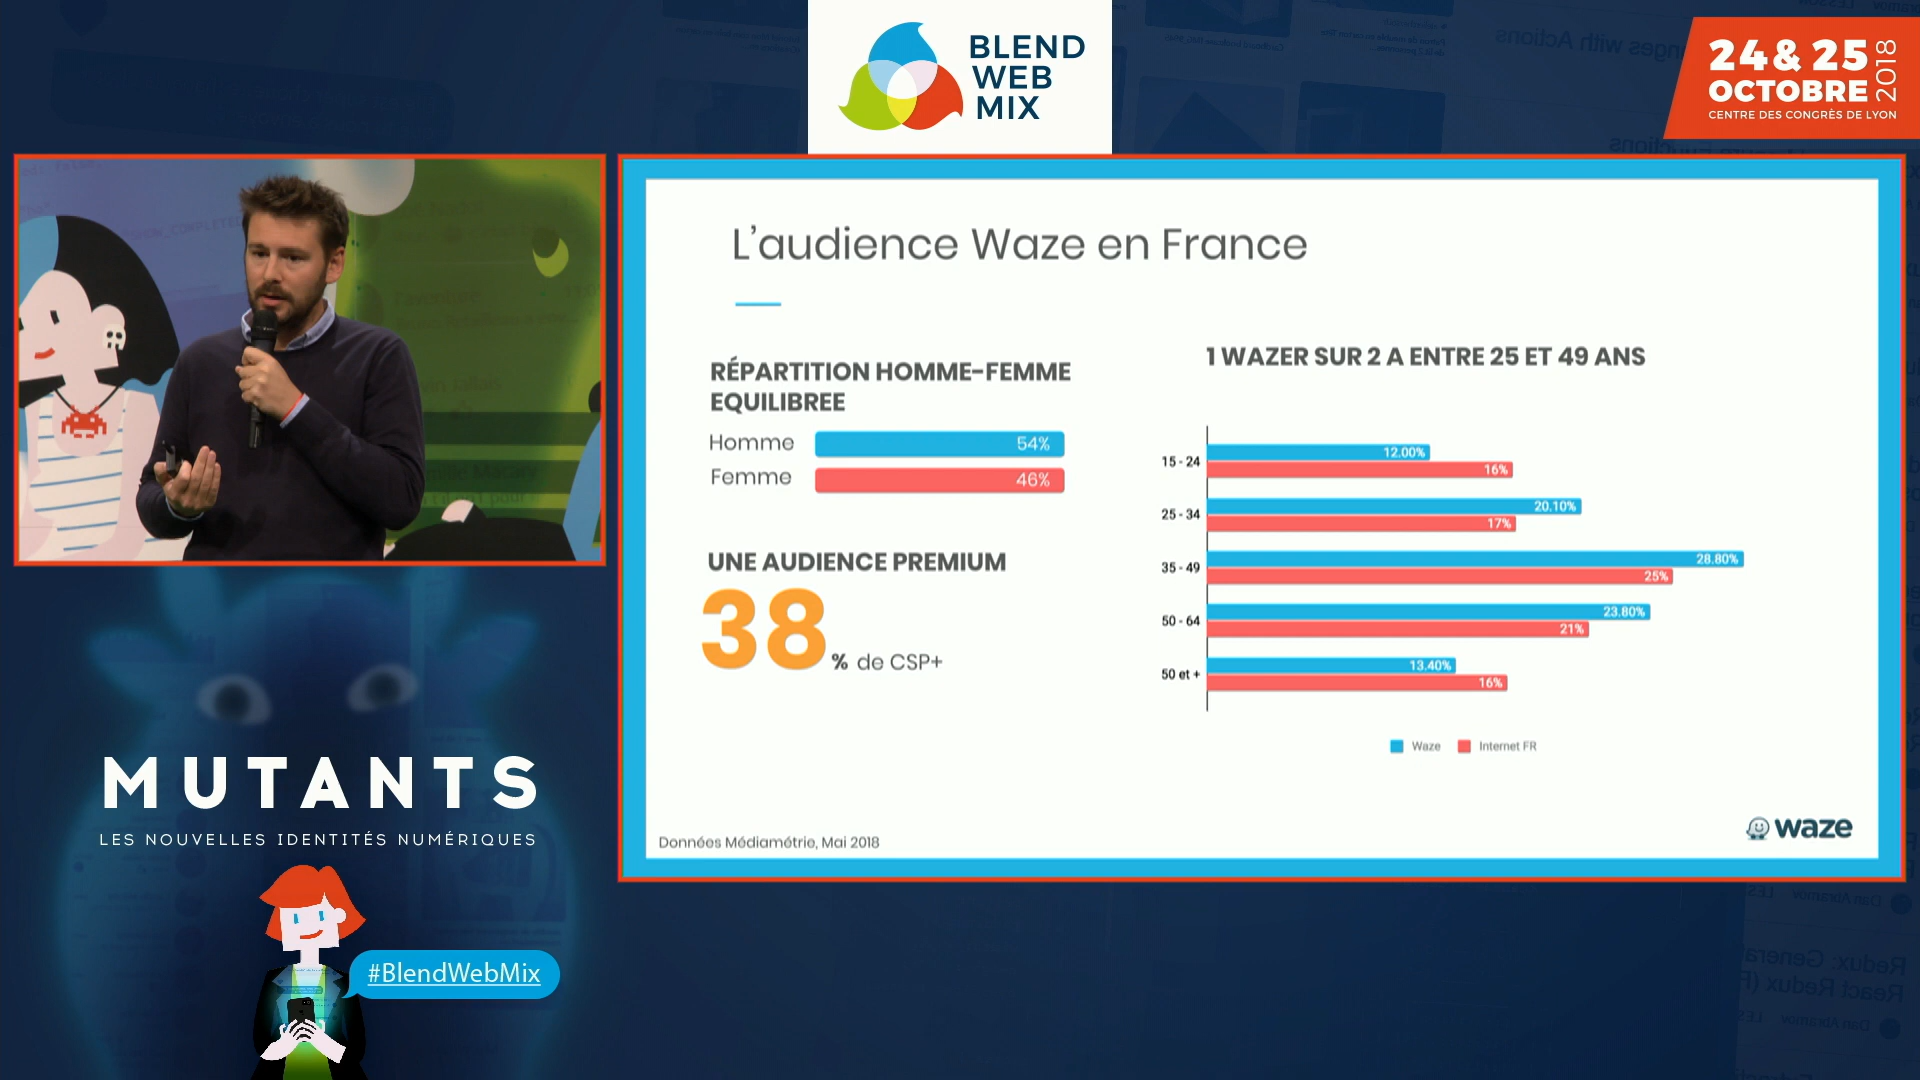 BLEND
WEB
MIX
24 & 25
OCTOBRE
2018
CENTRE DES CONGRÈS DE LYON
L'audience Waze en France
RÉPARTITION HOMME-FEMME
EQUILIBREE
Homme 54%
Femme 46%
UNE AUDIENCE PREMIUM
38 % de CSP+
1 WAZER SUR 2 A ENTRE 25 ET 49 ANS
15 - 24 12.00% 16%
25 - 34 20.10% 17%
35 - 49 28.80% 25%
50 - 64 23.80% 21%
50 et + 13.40% 16%
Waze Internet FR
Données Médiamétrie, Mai 2018
waze
MUTANTS
LES NOUVELLES IDENTITÉS NUMÉRIQUES
#BlendWebMix